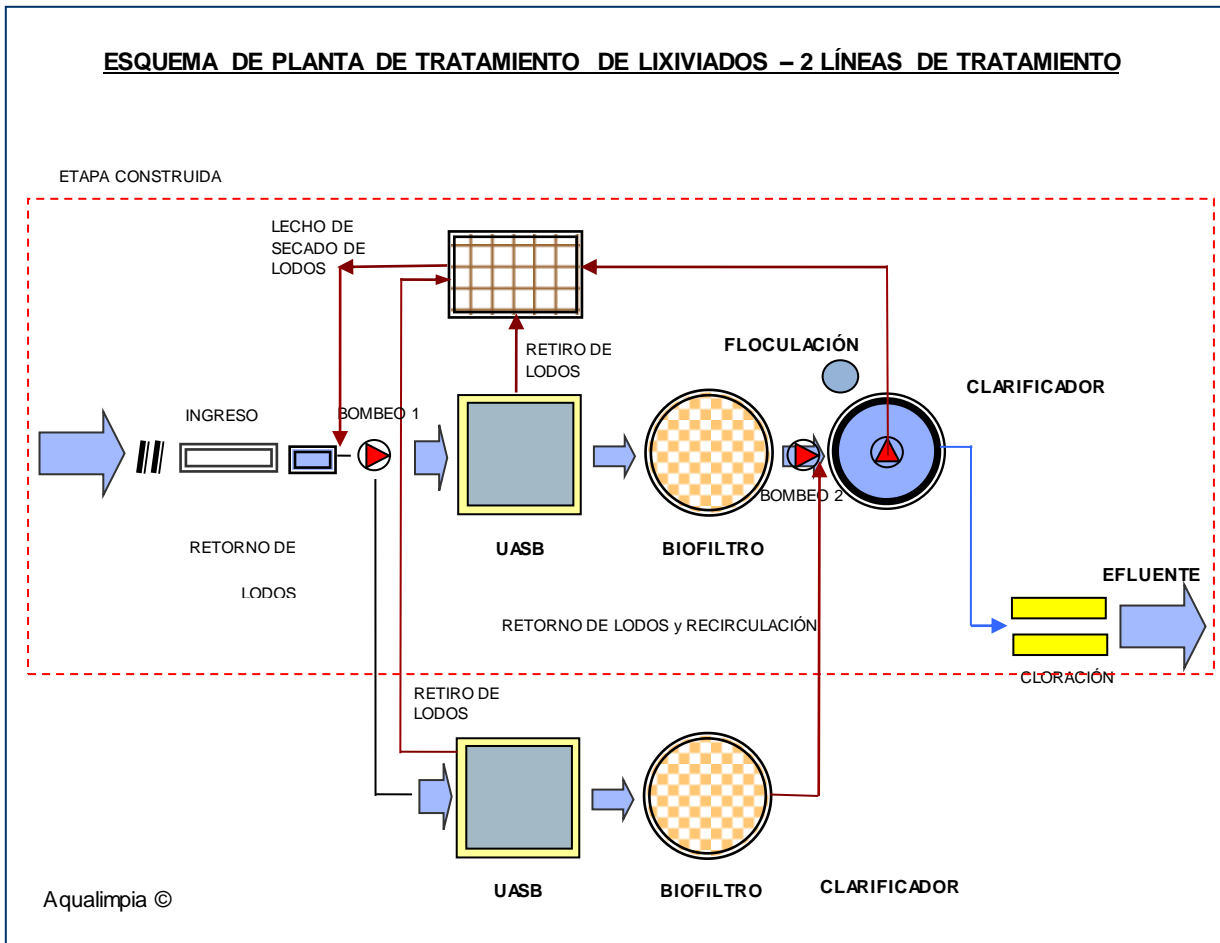 ESQUEMA DE PLANTA DE TRATAMIENTO DE LIXIVIADOS – 2 LÍNEAS DE TRATAMIENTO
ETAPA CONSTRUIDA
LECHO DE
SECADO DE
LODOS
RETIRO DE
LODOS
FLOCULACIÓN
CLARIFICADOR
INGRESO
BOMBEO 1
BOMBEO 2
UASB
BIOFILTRO
RETORNO DE
LODOS
EFLUENTE
RETORNO DE LODOS y RECIRCULACIÓN
CLORACIÓN
RETIRO DE
LODOS
UASB
BIOFILTRO
CLARIFICADOR
Aqualimpia ©